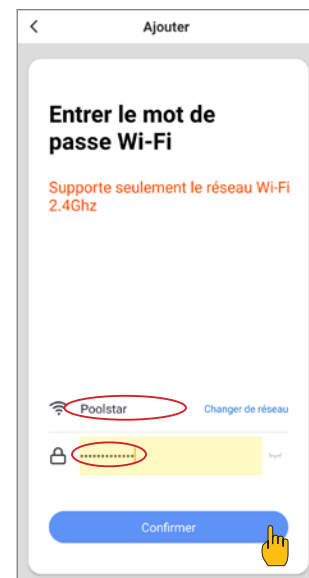 Ajouter
Entrer le mot de
passe Wi-Fi
Supporte seulement le réseau Wi-Fi
2.4Ghz
Poolstar
Changer de réseau
•••••••••••••
Confirmer